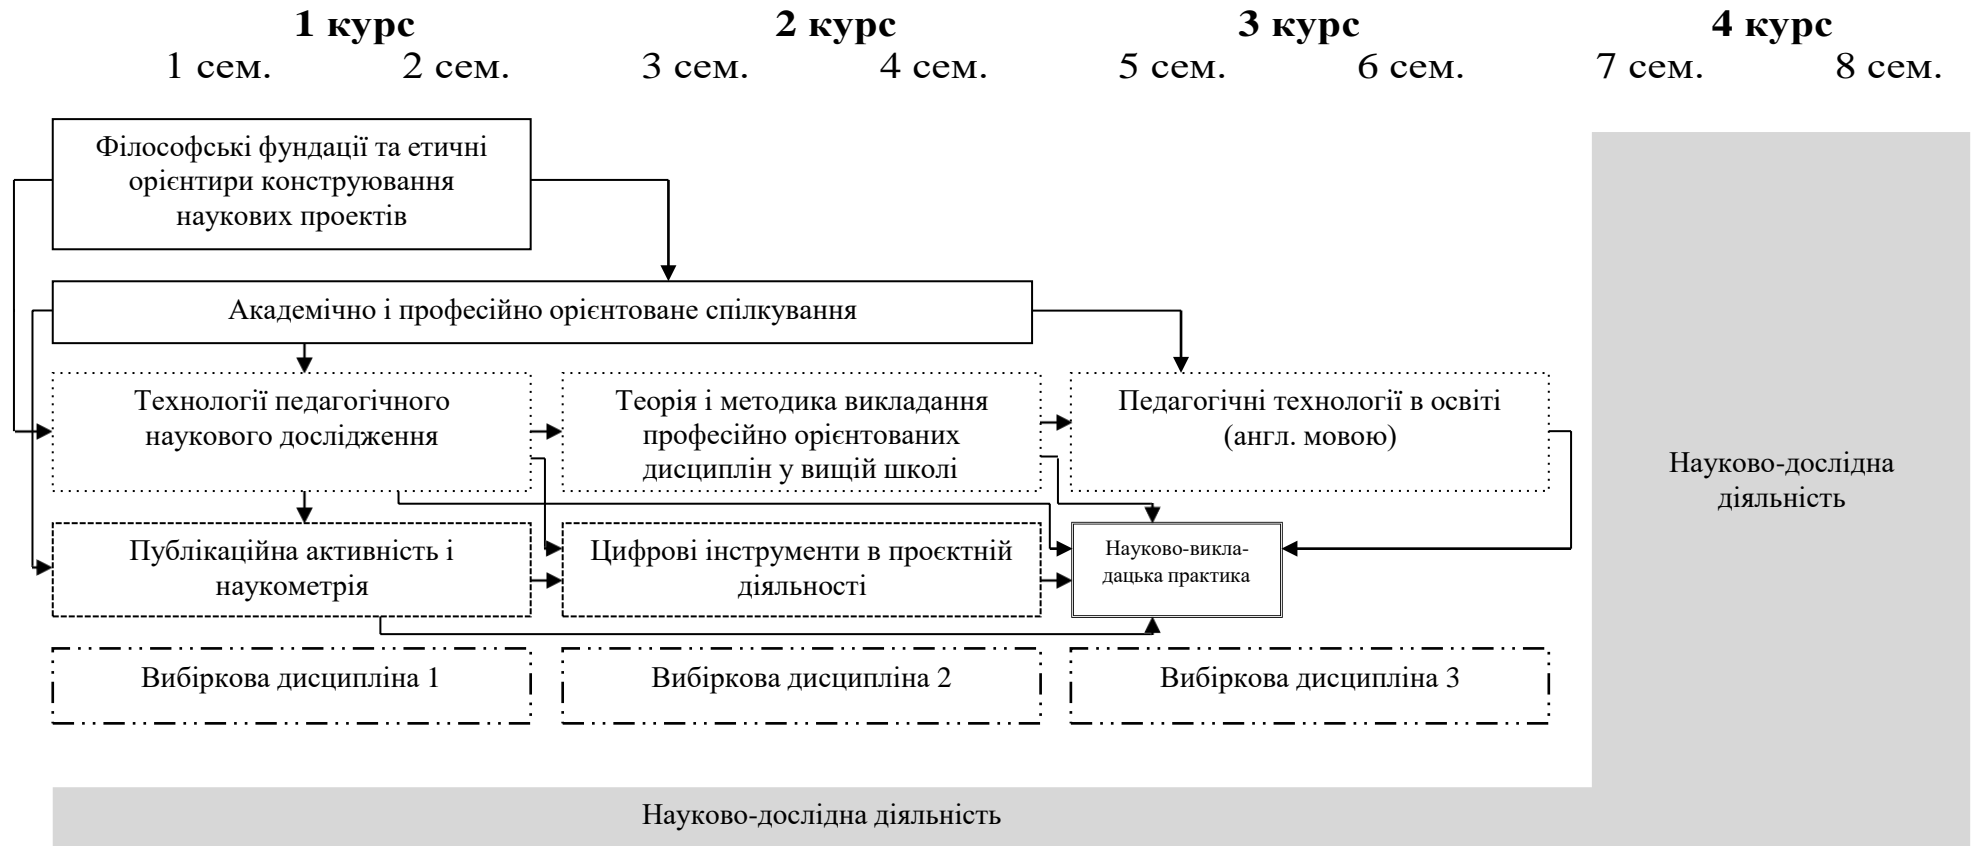 1 курс 2 курс 3 курс 4 курс
1 сем. 2 сем. 3 сем. 4 сем. 5 сем. 6 сем. 7 сем. 8 сем.
Філософські фундації та етичні
орієнтири конструювання
наукових проектів
Академічно і професійно орієнтоване спілкування
Технології педагогічного
наукового дослідження
Теорія і методика викладання
професійно орієнтованих
дисциплін у вищій школі
Педагогічні технології в освіті
(англ. мовою)
Науково-дослідна
діяльність
Публікаційна активність і
наукометрія
Цифрові інструменти в проєктній
діяльності
Науково-викла-
дацька практика
Вибіркова дисципліна 1
Вибіркова дисципліна 2
Вибіркова дисципліна 3
Науково-дослідна діяльність